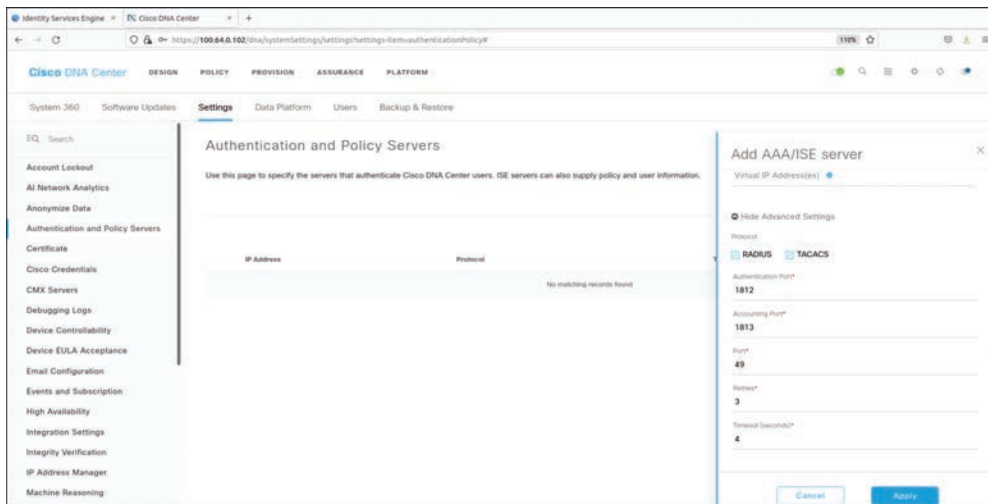 Identity Services Engine
Cisco DNA Center
https://100.64.0.102/dna/systemSettings/settings?settings-item=authenticationPolicy#
110%
Cisco DNA Center DESIGN POLICY PROVISION ASSURANCE PLATFORM
System 360 Software Updates Settings Data Platform Users Backup & Restore
Search
Account Lockout
AI Network Analytics
Anonymize Data
Authentication and Policy Servers
Certificate
Cisco Credentials
CMX Servers
Debugging Logs
Device Controllability
Device EULA Acceptance
Email Configuration
Events and Subscription
High Availability
Integration Settings
Integrity Verification
IP Address Manager
Machine Reasoning
Authentication and Policy Servers
Use this page to specify the servers that authenticate Cisco DNA Center users. ISE servers can also supply policy and user information.
IP Address Protocol T
No matching records found
Add AAA/ISE server
Virtual IP Address(es)
Hide Advanced Settings
Protocol
RADIUS TACACS
Authentication Port*
1812
Accounting Port*
1813
Port*
49
Retries*
3
Timeout (seconds)*
4
Cancel Apply